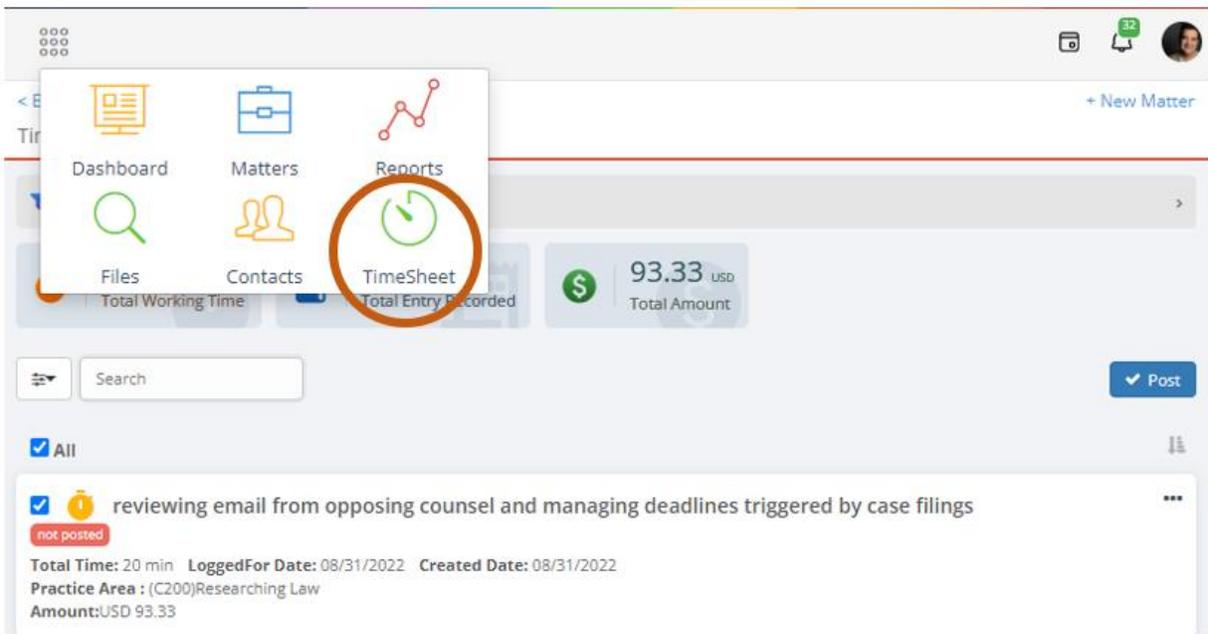 32
< 
+ New Matter
Dashboard Matters Reports
Files Contacts TimeSheet
93.33 USD
Total Working Time Total Entry Recorded Total Amount
Search
Post
All
reviewing email from opposing counsel and managing deadlines triggered by case filings
not posted
Total Time: 20 min LoggedFor Date: 08/31/2022 Created Date: 08/31/2022
Practice Area : (C200)Researching Law
Amount:USD 93.33